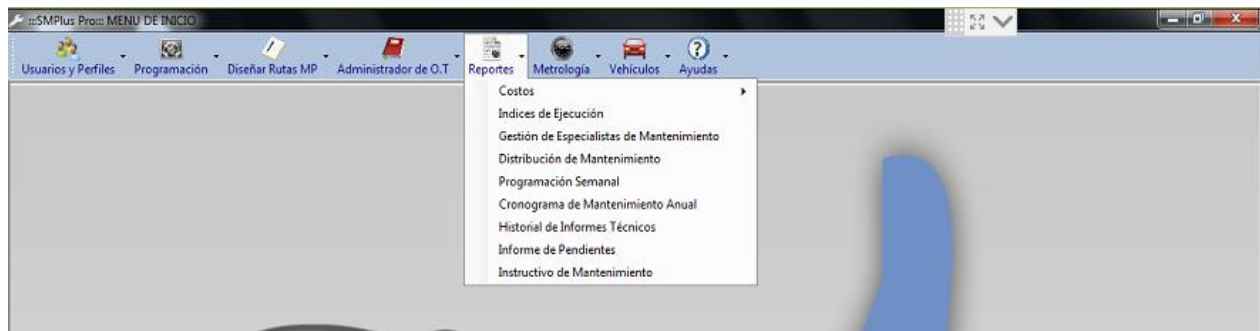 :::SMPlus Pro::: MENU DE INICIO
Usuarios y Perfiles Programación Diseñar Rutas MP Administrador de O.T Reportes Metrología Vehículos Ayudas
Costos
Indices de Ejecución
Gestión de Especialistas de Mantenimiento
Distribución de Mantenimiento
Programación Semanal
Cronograma de Mantenimiento Anual
Historial de Informes Técnicos
Informe de Pendientes
Instructivo de Mantenimiento